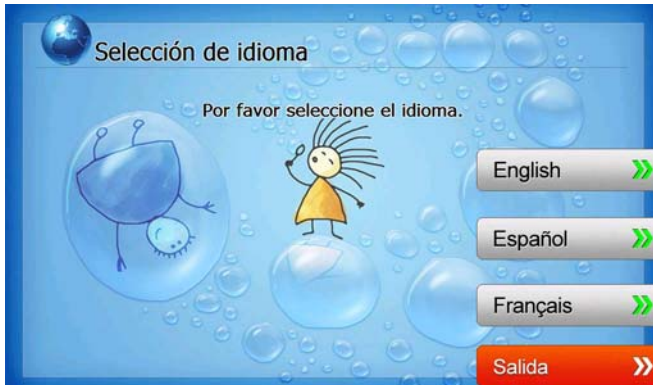 Selección de idioma
Por favor seleccione el idioma.
English
Español
Français
Salida